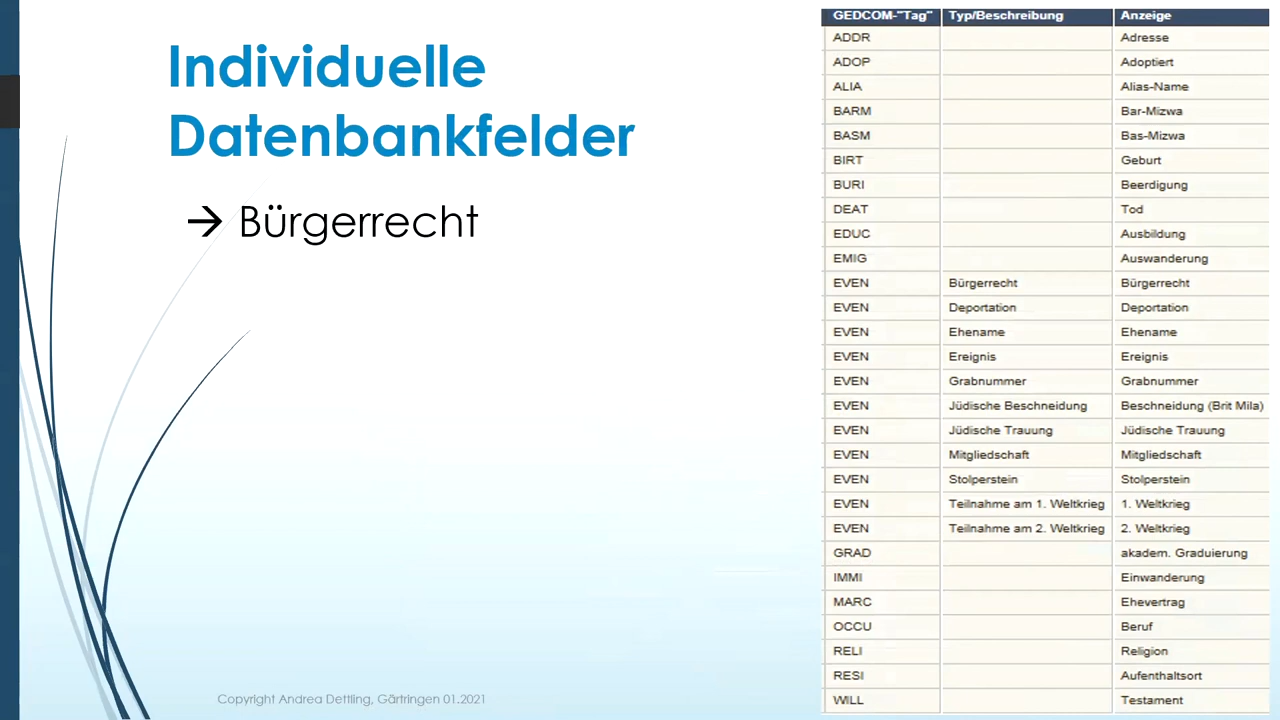 Individuelle
Datenbankfelder
→ Bürgerrecht
GEDCOM-"Tag" Typ/Beschreibung Anzeige
ADDR Adresse
ADOP Adoptiert
ALIA Alias-Name
BARM Bar-Mizwa
BASM Bas-Mizwa
BIRT Geburt
BURI Beerdigung
DEAT Tod
EDUC Ausbildung
EMIG Auswanderung
EVEN Bürgerrecht Bürgerrecht
EVEN Deportation Deportation
EVEN Ehename Ehename
EVEN Ereignis Ereignis
EVEN Grabnummer Grabnummer
EVEN Jüdische Beschneidung Beschneidung (Brit Mila)
EVEN Jüdische Trauung Jüdische Trauung
EVEN Mitgliedschaft Mitgliedschaft
EVEN Stolperstein Stolperstein
EVEN Teilnahme am 1. Weltkrieg 1. Weltkrieg
EVEN Teilnahme am 2. Weltkrieg 2. Weltkrieg
GRAD akadem. Graduierung
IMMI Einwanderung
MARC Ehevertrag
OCCU Beruf
RELI Religion
RESI Aufenthaltsort
WILL Testament
Copyright Andrea Dettling, Gärtringen 01.2021